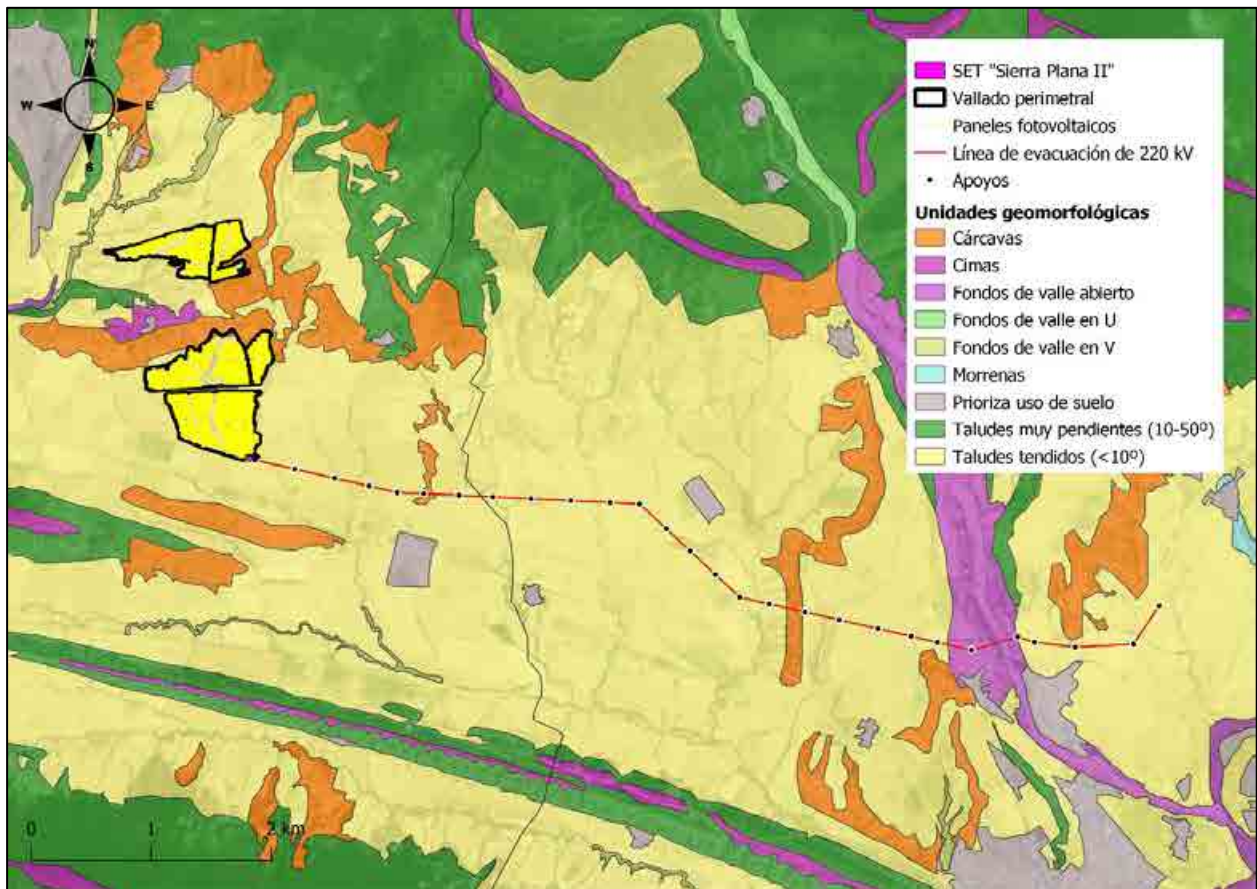 N
W E
S
SET "Sierra Plana II"
Vallado perimetral
Paneles fotovoltaicos
Línea de evacuación de 220 kV
Apoyos
Unidades geomorfológicas
Cárcavas
Cimas
Fondos de valle abierto
Fondos de valle en U
Fondos de valle en V
Morrenas
Prioriza uso de suelo
Taludes muy pendientes (10-50º)
Taludes tendidos (<10º)
0 1 2 km